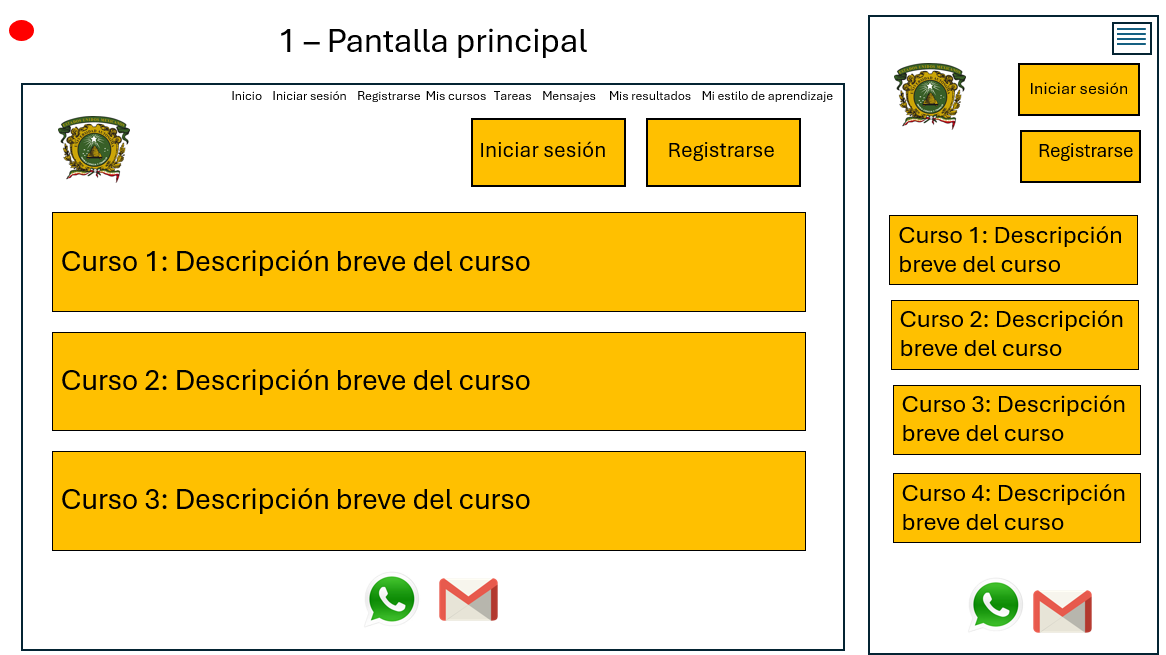 1 – Pantalla principal
Inicio Iniciar sesión Registrarse Mis cursos Tareas Mensajes Mis resultados Mi estilo de aprendizaje
Iniciar sesión
Registrarse
Curso 1: Descripción breve del curso
Curso 2: Descripción breve del curso
Curso 3: Descripción breve del curso
Iniciar sesión
Registrarse
Curso 1: Descripción
breve del curso
Curso 2: Descripción
breve del curso
Curso 3: Descripción
breve del curso
Curso 4: Descripción
breve del curso